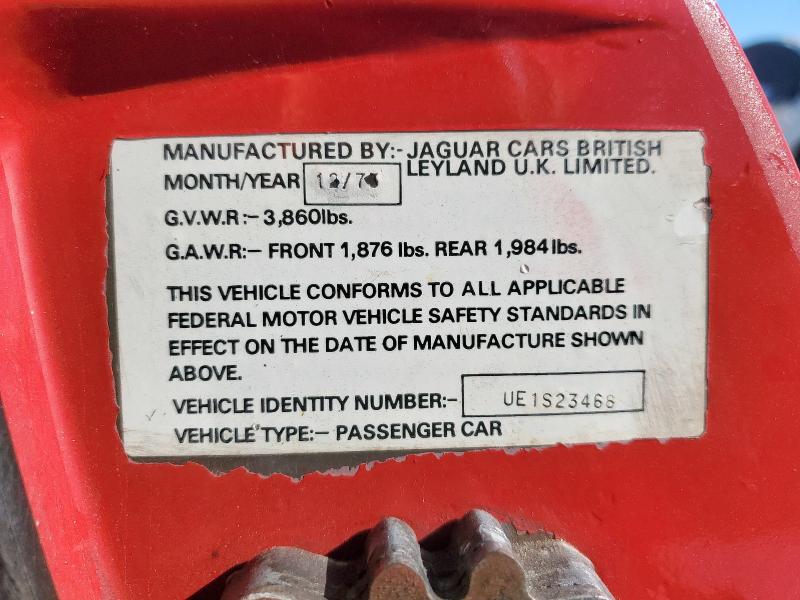 MANUFACTURED BY:- JAGUAR CARS BRITISH
LEYLAND U.K. LIMITED.
MONTH/YEAR
G.V.W.R:- 3,860lbs.
G.A.W.R:- FRONT 1,876 lbs. REAR 1,984 lbs.
THIS VEHICLE CONFORMS TO ALL APPLICABLE
FEDERAL MOTOR VEHICLE SAFETY STANDARDS IN
EFFECT ON THE DATE OF MANUFACTURE SHOWN
ABOVE.
VEHICLE IDENTITY NUMBER:- UE1S23468
VEHICLE TYPE:- PASSENGER CAR